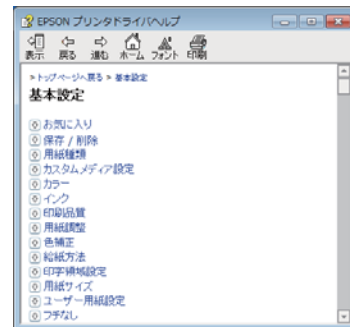 EPSON プリンタドライバヘルプ
表示 戻る 進む ホーム フォント 印刷
>トップページへ戻る > 基本設定
基本設定
お気に入り
保存 / 削除
用紙種類
カスタムメディア設定
カラー
インク
印刷品質
用紙調整
色補正
給紙方法
印字領域設定
用紙サイズ
ユーザー用紙設定
フチなし